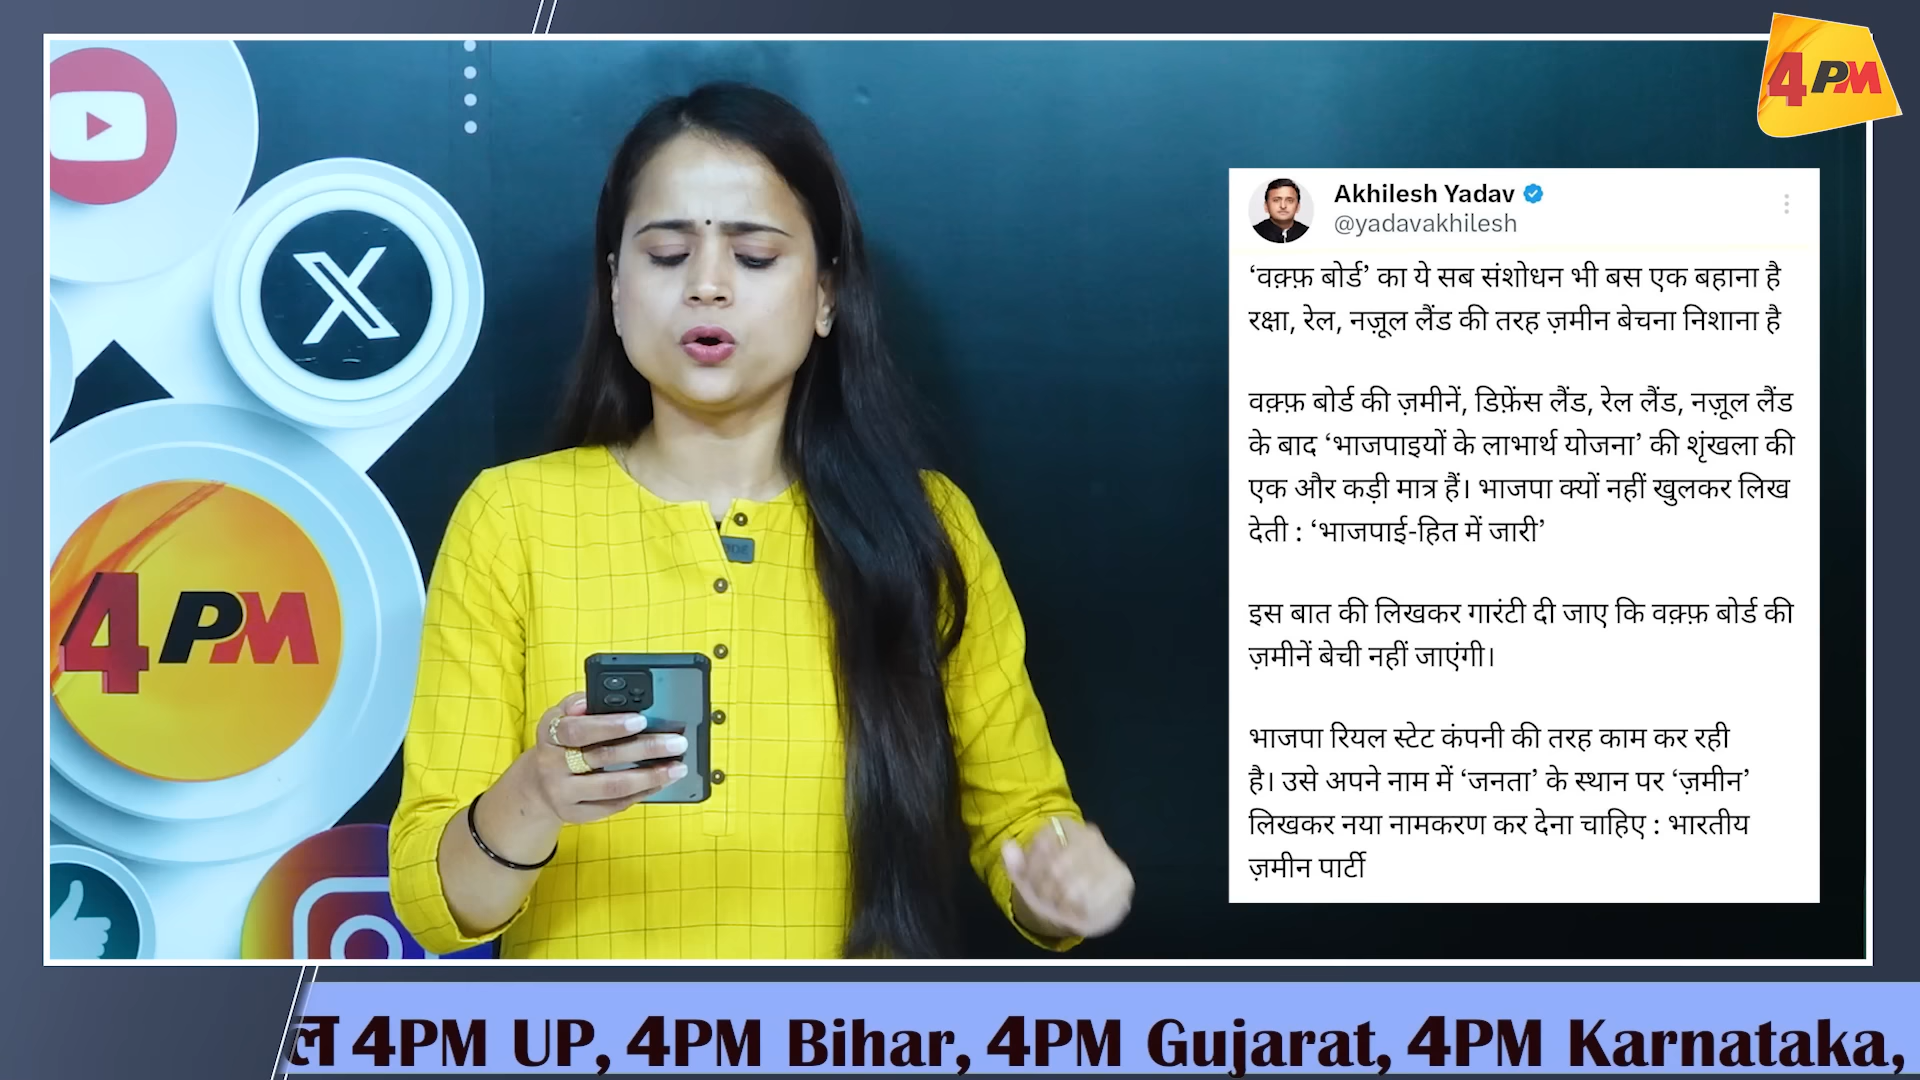 4PM
Akhilesh Yadav
@yadavakhilesh
‘वक़्फ़ बोर्ड’ का ये सब संशोधन भी बस एक बहाना है
रक्षा, रेल, नज़ूल लैंड की तरह ज़मीन बेचना निशाना है
वक़्फ़ बोर्ड की ज़मीनें, डिफ़ेंस लैंड, रेल लैंड, नज़ूल लैंड
के बाद ‘भाजपाइयों के लाभार्थ योजना’ की शृंखला की
एक और कड़ी मात्र हैं। भाजपा क्यों नहीं खुलकर लिख
देती : ‘भाजपाई-हित में जारी’
इस बात की लिखकर गारंटी दी जाए कि वक़्फ़ बोर्ड की
ज़मीनें बेची नहीं जाएंगी।
भाजपा रियल स्टेट कंपनी की तरह काम कर रही
है। उसे अपने नाम में ‘जनता’ के स्थान पर ‘ज़मीन’
लिखकर नया नामकरण कर देना चाहिए : भारतीय
ज़मीन पार्टी
X
4PM
ल 4PM UP, 4PM Bihar, 4PM Gujarat, 4PM Karnataka,